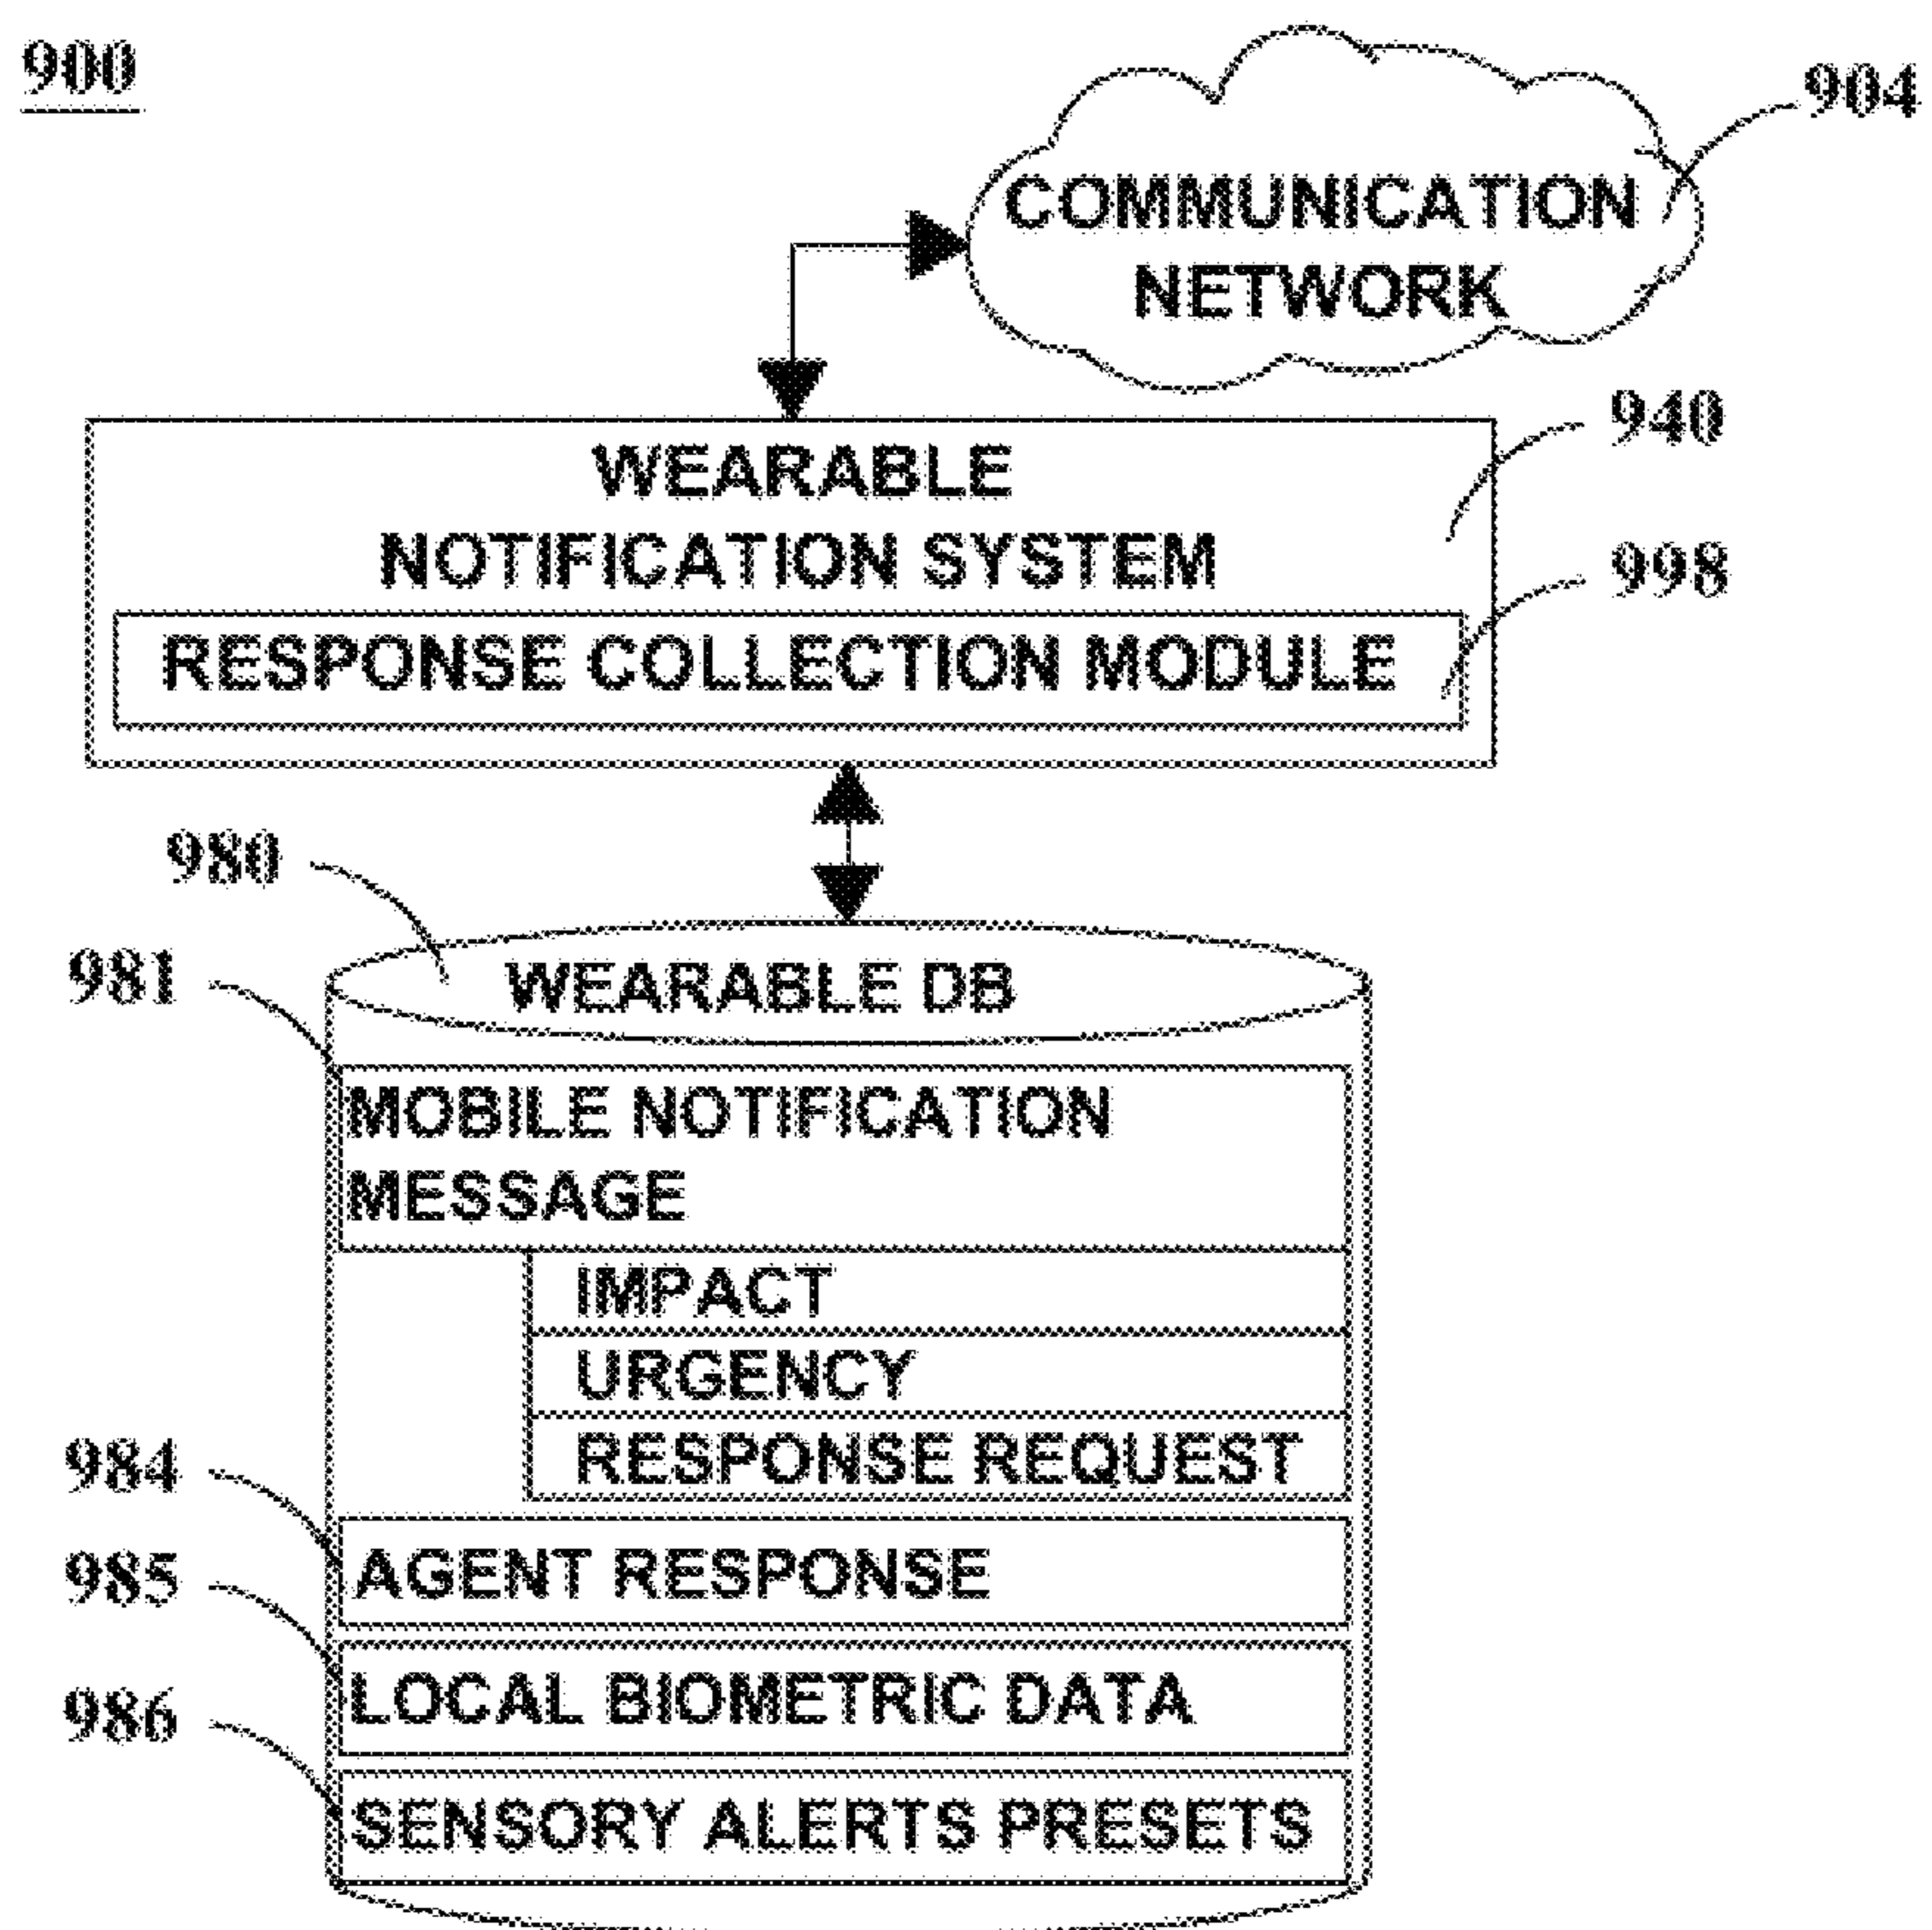 900
904
COMMUNICATION
NETWORK
940
WEARABLE
NOTIFICATION SYSTEM
998
RESPONSE COLLECTION MODULE
980
981
WEARABLE DB
MOBILE NOTIFICATION
MESSAGE
IMPACT
URGENCY
984
RESPONSE REQUEST
985
AGENT RESPONSE
986
LOCAL BIOMETRIC DATA
SENSORY ALERTS PRESETS